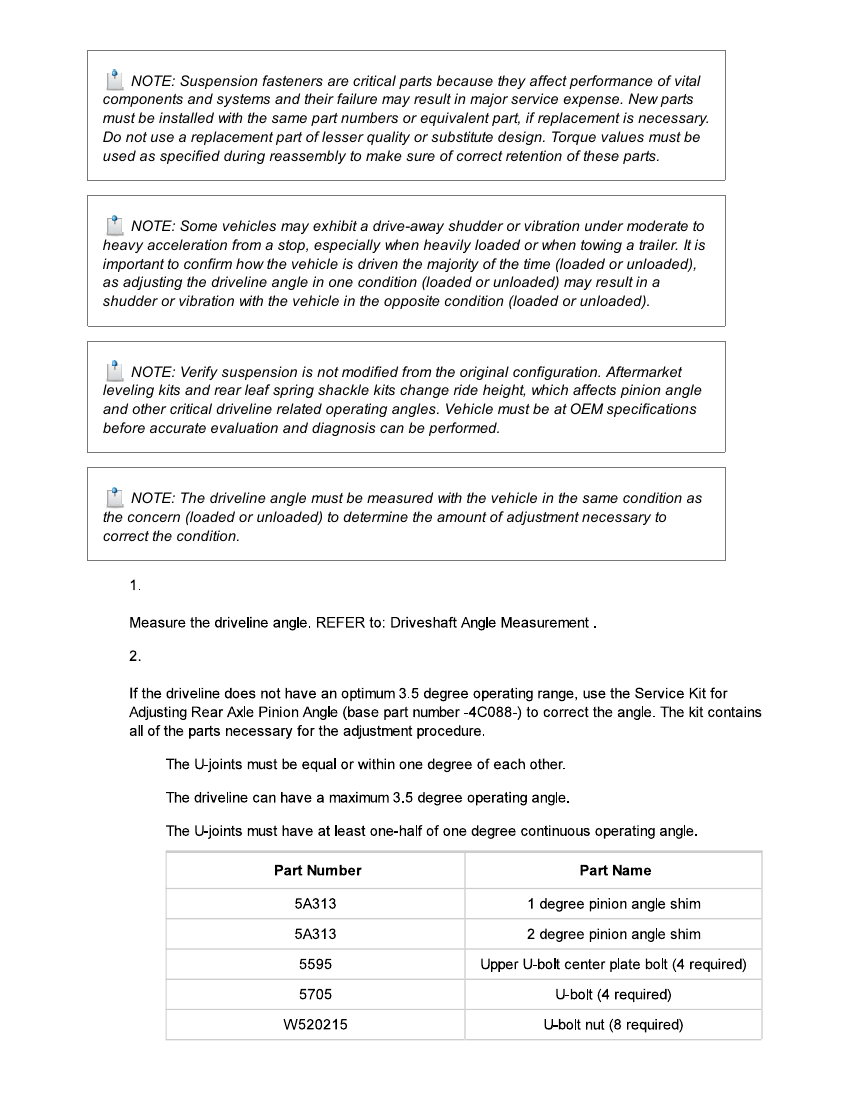 NOTE: Suspension fasteners are critical parts because they affect performance of vital
components and systems and their failure may result in major service expense. New parts
must be installed with the same part numbers or equivalent part, if replacement is necessary.
Do not use a replacement part of lesser quality or substitute design. Torque values must be
used as specified during reassembly to make sure of correct retention of these parts.
NOTE: Some vehicles may exhibit a drive-away shudder or vibration under moderate to
heavy acceleration from a stop, especially when heavily loaded or when towing a trailer. It is
important to confirm how the vehicle is driven the majority of the time (loaded or unloaded),
as adjusting the driveline angle in one condition (loaded or unloaded) may result in a
shudder or vibration with the vehicle in the opposite condition (loaded or unloaded).
NOTE: Verify suspension is not modified from the original configuration. Aftermarket
leveling kits and rear leaf spring shackle kits change ride height, which affects pinion angle
and other critical driveline related operating angles. Vehicle must be at OEM specifications
before accurate evaluation and diagnosis can be performed.
NOTE: The driveline angle must be measured with the vehicle in the same condition as
the concern (loaded or unloaded) to determine the amount of adjustment necessary to
correct the condition.
1.
Measure the driveline angle. REFER to: Driveshaft Angle Measurement .
2.
If the driveline does not have an optimum 3.5 degree operating range, use the Service Kit for
Adjusting Rear Axle Pinion Angle (base part number -4C088-) to correct the angle. The kit contains
all of the parts necessary for the adjustment procedure.
The U-joints must be equal or within one degree of each other.
The driveline can have a maximum 3.5 degree operating angle.
The U-joints must have at least one-half of one degree continuous operating angle.
Part Number Part Name
5A313 1 degree pinion angle shim
5A313 2 degree pinion angle shim
5595 Upper U-bolt center plate bolt (4 required)
5705 U-bolt (4 required)
W520215 U-bolt nut (8 required)